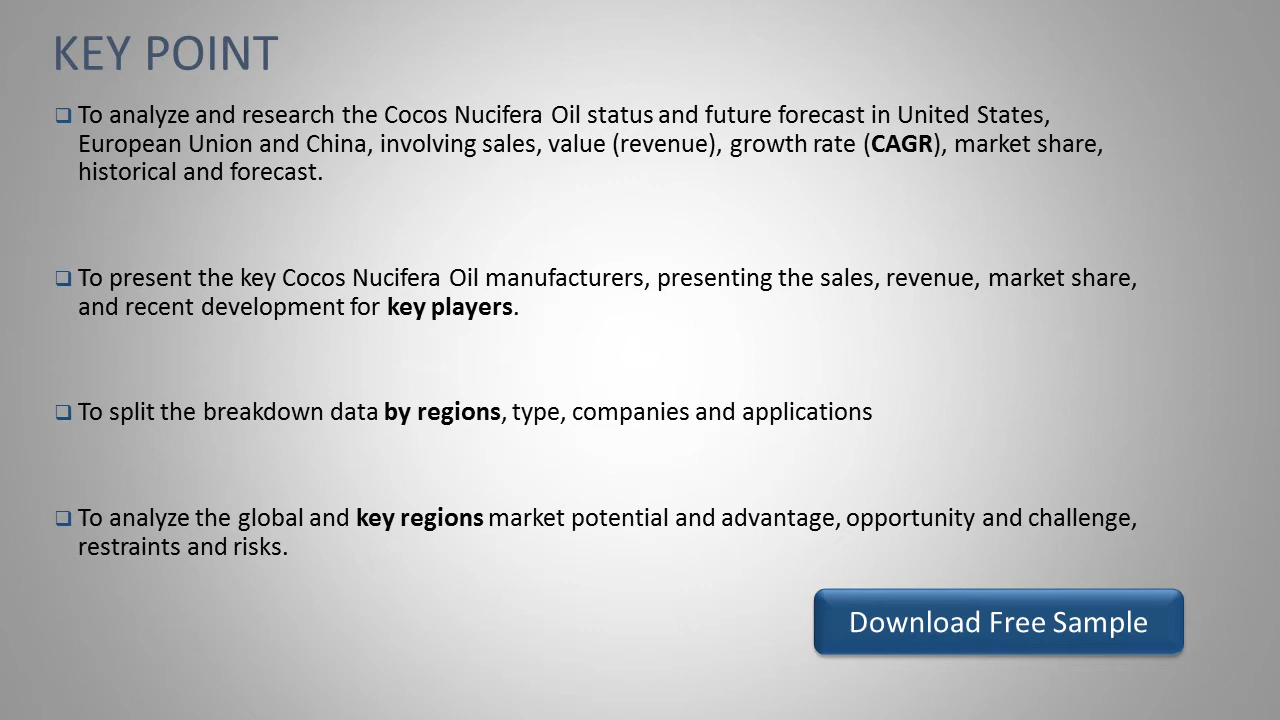 KEY POINT
❑ To analyze and research the Cocos Nucifera Oil status and future forecast in United States,
European Union and China, involving sales, value (revenue), growth rate (CAGR), market share,
historical and forecast.
❑ To present the key Cocos Nucifera Oil manufacturers, presenting the sales, revenue, market share,
and recent development for key players.
❑ To split the breakdown data by regions, type, companies and applications
❑ To analyze the global and key regions market potential and advantage, opportunity and challenge,
restraints and risks.
Download Free Sample